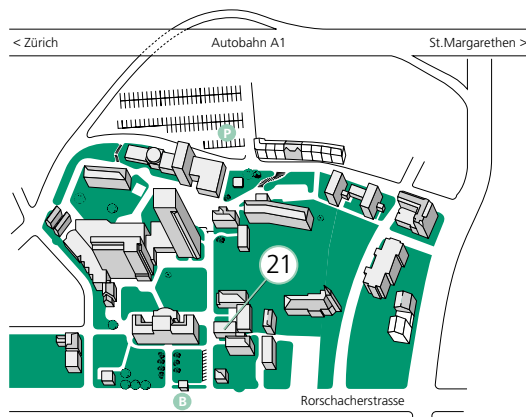 < Zürich Autobahn A1 St.Margarethen >
P
21
Rorschacherstrasse
B